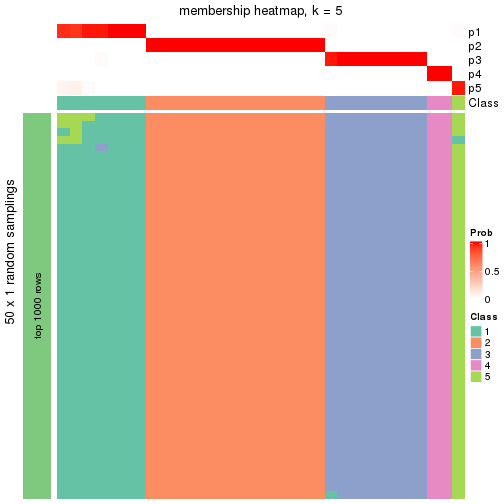 membership heatmap, k = 5
p1
p2
p3
p4
p5
Class
50 x 1 random samplings
top 1000 rows
Prob
1
0.5
0
Class
1
2
3
4
5